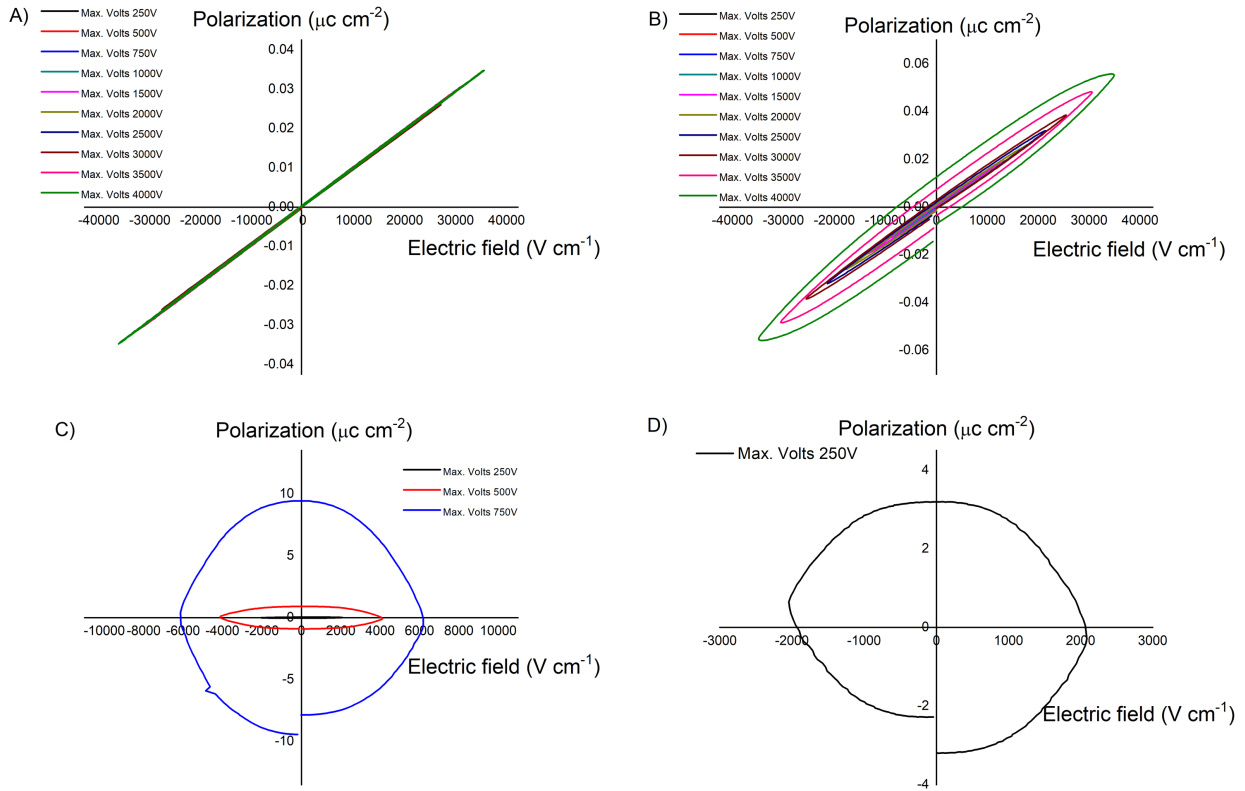 A)
Polarization (μc cm-2)
Max. Volts 250V
Max. Volts 500V
Max. Volts 750V
Max. Volts 1000V
Max. Volts 1500V
Max. Volts 2000V
Max. Volts 2500V
Max. Volts 3000V
Max. Volts 3500V
Max. Volts 4000V
0.04
0.03
0.02
0.01
0.00
-40000 -30000 -20000 -10000 0 10000 20000 30000 40000
Electric field (V cm-1)
-0.01
-0.02
-0.03
-0.04
B)
Polarization (μc cm-2)
Max. Volts 250V
Max. Volts 500V
Max. Volts 750V
Max. Volts 1000V
Max. Volts 1500V
Max. Volts 2000V
Max. Volts 2500V
Max. Volts 3000V
Max. Volts 3500V
Max. Volts 4000V
0.06
0.04
0.02
0.00
-40000 -30000 -20000 -10000 0 10000 20000 30000 40000
Electric field (V cm-1)
-0.02
-0.04
-0.06
C)
Polarization (μc cm-2)
Max. Volts 250V
Max. Volts 500V
Max. Volts 750V
10
5
0
-10000 -8000 -6000 -4000 -2000 0 2000 4000 6000 8000 10000
Electric field (V cm-1)
-5
-10
D)
Polarization (μc cm-2)
Max. Volts 250V
4
2
0
-3000 -2000 -1000 0 1000 2000 3000
-2
Electric field (V cm-1)
-4